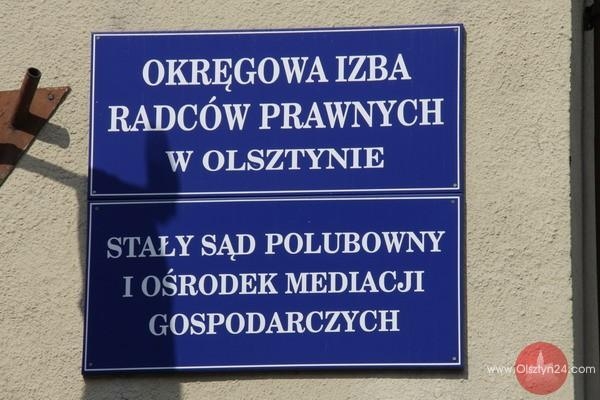 OKRĘGOWA IZBA
RADCÓW PRAWNYCH
W OLSZTYNIE
STAŁY SĄD POLUBOWNY
I OŚRODEK MEDIACJI
GOSPODARCZYCH
www.Olsztyn24.com